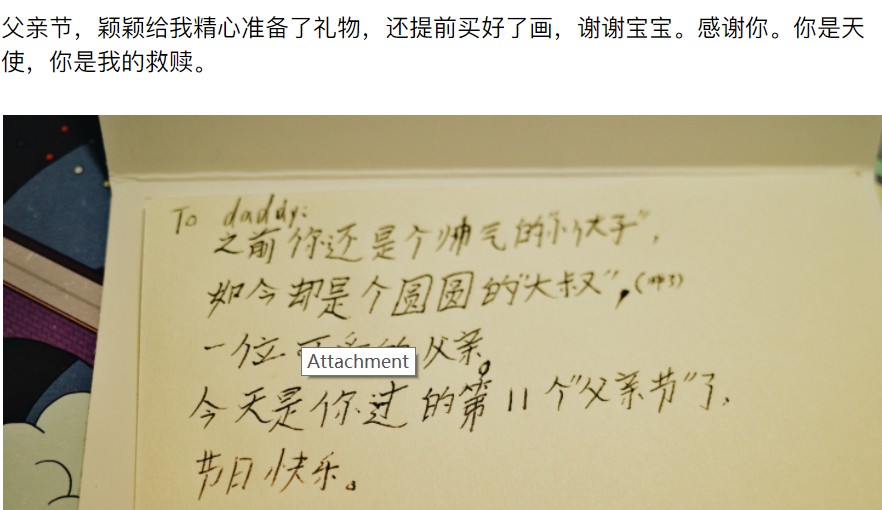 父亲节，颖颖给我精心准备了礼物，还提前买好了画，谢谢宝宝。感谢你。你是天
使，你是我的救赎。
To daddy:
之前你还是个帅气的“小伙子”，
如今却是个圆圆的“大叔”，
一位 父亲。
Attachment
今天是你过的第11个“父亲节”了，
节日快乐。